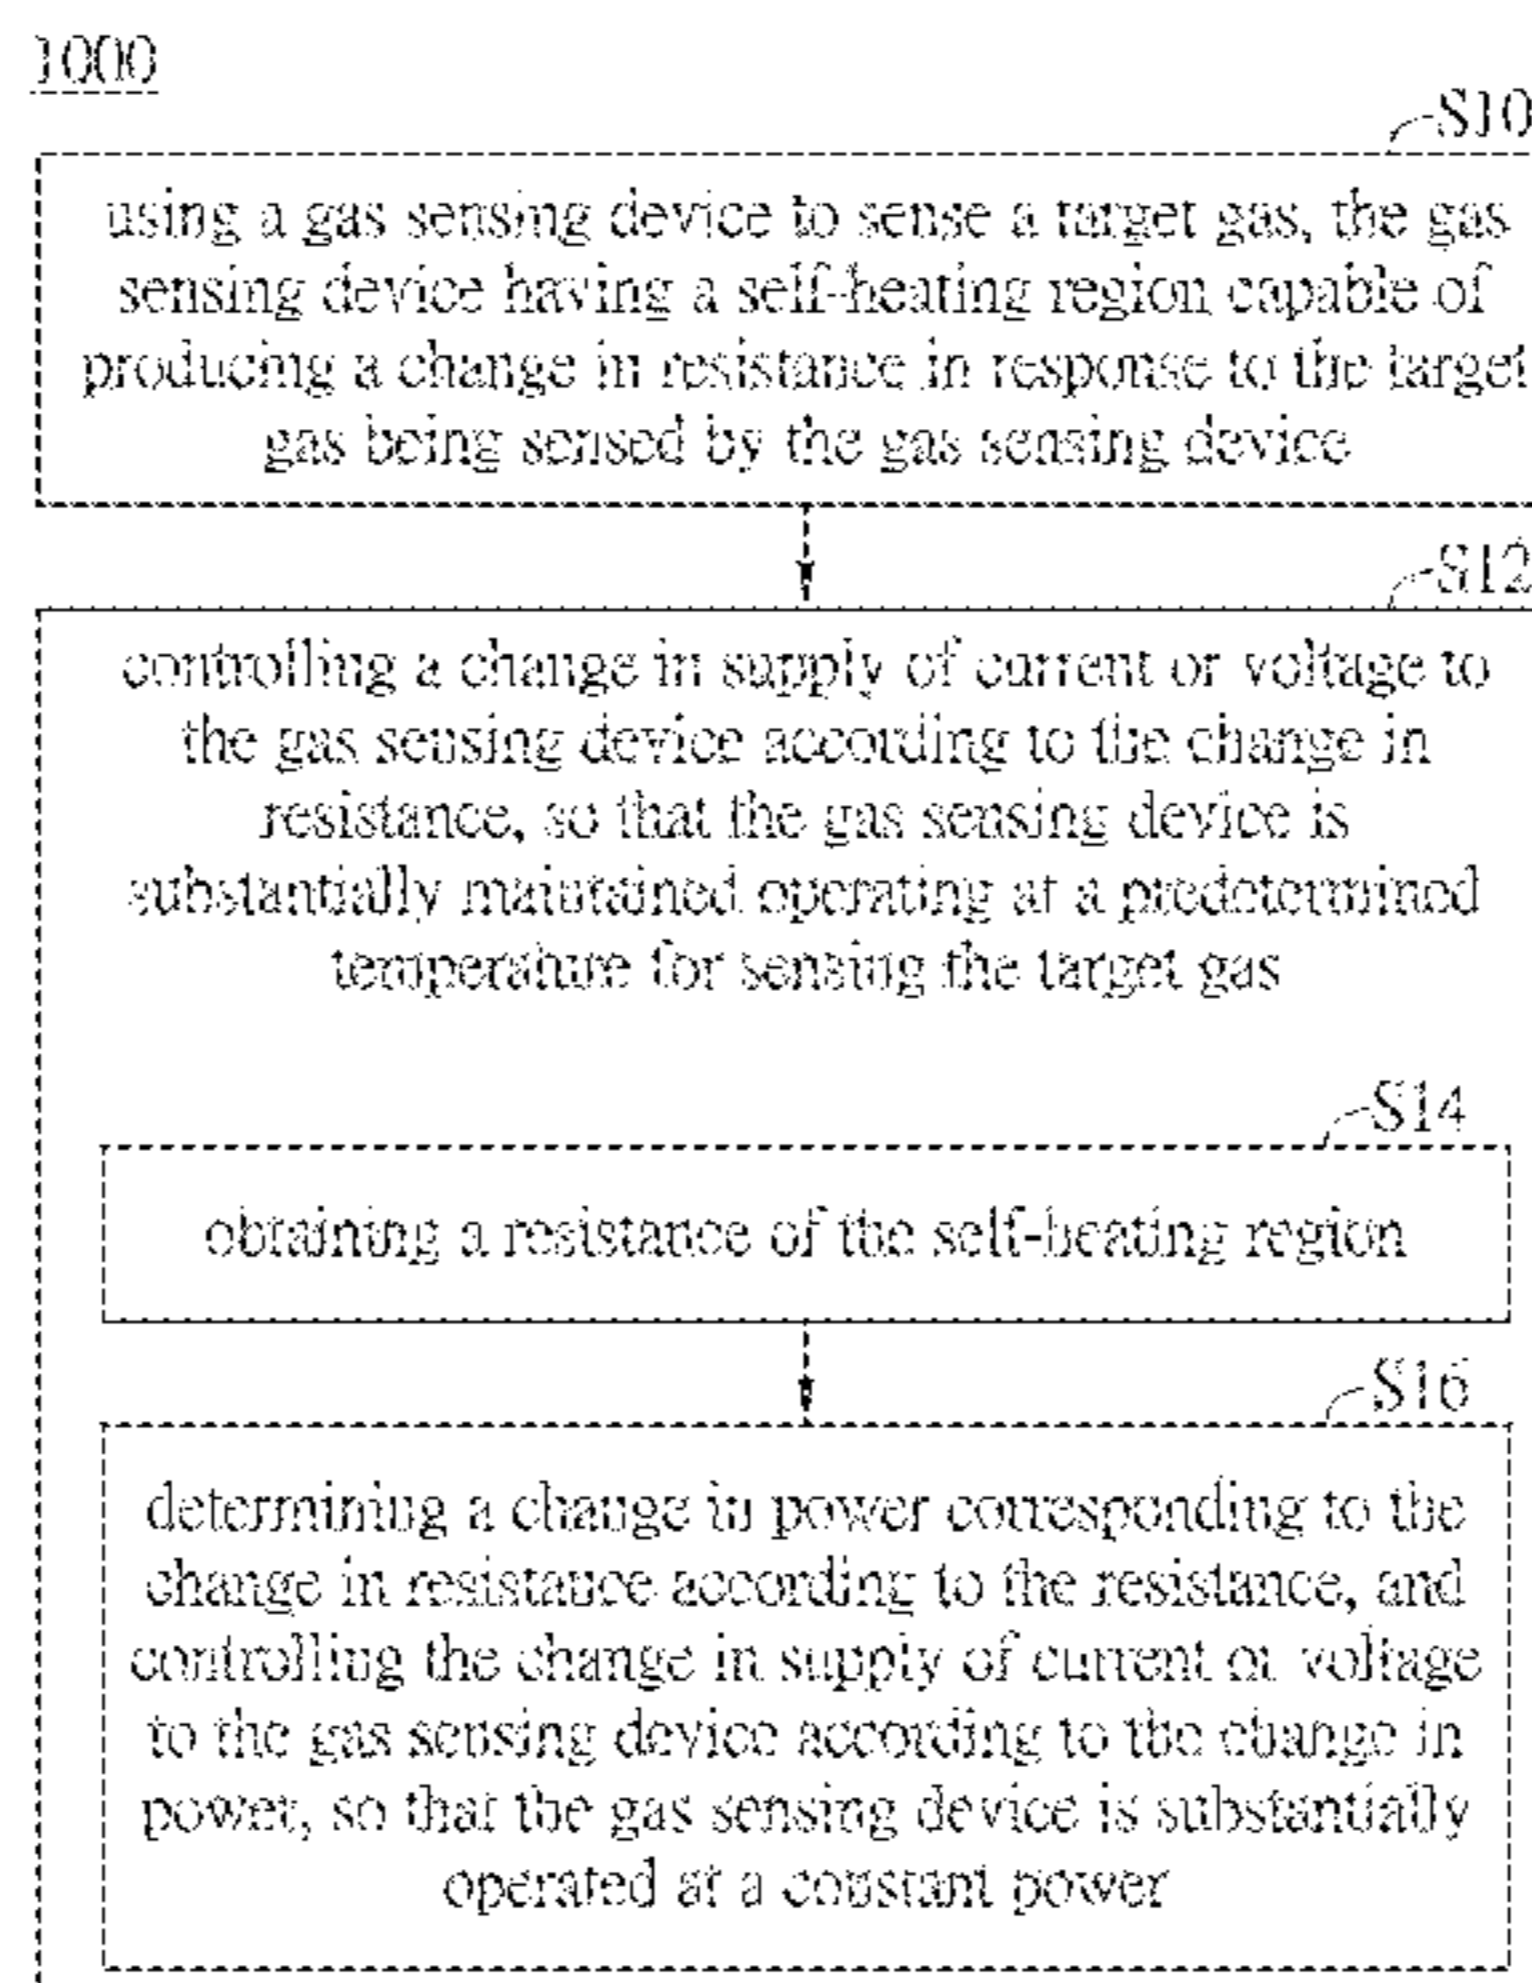 1000
S10
using a gas sensing device to sense a target gas, the gas
sensing device having a self-heating region capable of
producing a change in resistance in response to the target
gas being sensed by the gas sensing device
S12
controlling a change in supply of current or voltage to
the gas sensing device according to the change in
resistance, so that the gas sensing device is
substantially maintained operating at a predetermined
temperature for sensing the target gas
S14
obtaining a resistance of the self-heating region
S16
determining a change in power corresponding to the
change in resistance according to the resistance, and
controlling the change in supply of current or voltage
to the gas sensing device according to the change in
power, so that the gas sensing device is substantially
operated at a constant power